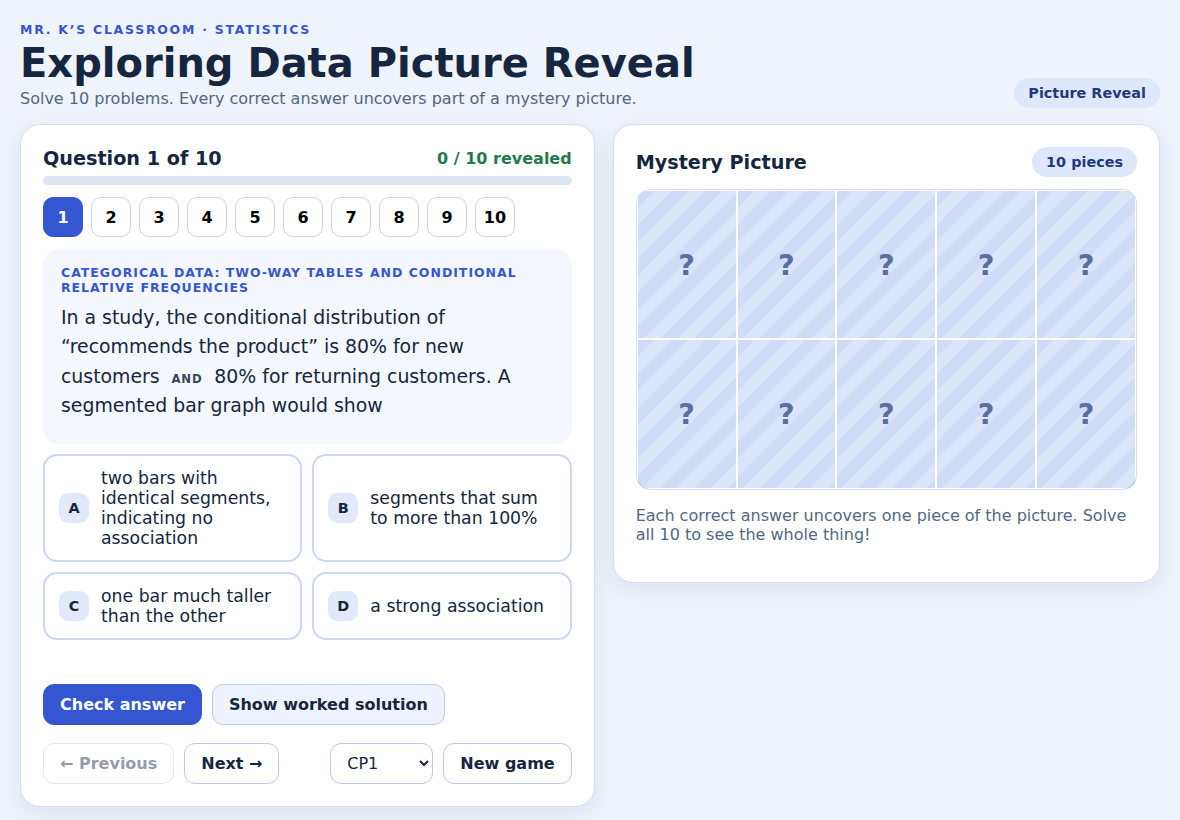 MR. K’S CLASSROOM · STATISTICS
Exploring Data Picture Reveal
Solve 10 problems. Every correct answer uncovers part of a mystery picture.
Picture Reveal
Question 1 of 10
0 / 10 revealed
1 2 3 4 5 6 7 8 9 10
CATEGORICAL DATA: TWO-WAY TABLES AND CONDITIONAL
RELATIVE FREQUENCIES
In a study, the conditional distribution of
“recommends the product” is 80% for new
customers AND 80% for returning customers. A
segmented bar graph would show
A
two bars with
identical segments,
indicating no
association
B
segments that sum
to more than 100%
C
one bar much taller
than the other
D
a strong association
Check answer
Show worked solution
← Previous
Next →
CP1
New game
Mystery Picture
10 pieces
? ? ? ? ?
? ? ? ? ?
Each correct answer uncovers one piece of the picture. Solve
all 10 to see the whole thing!